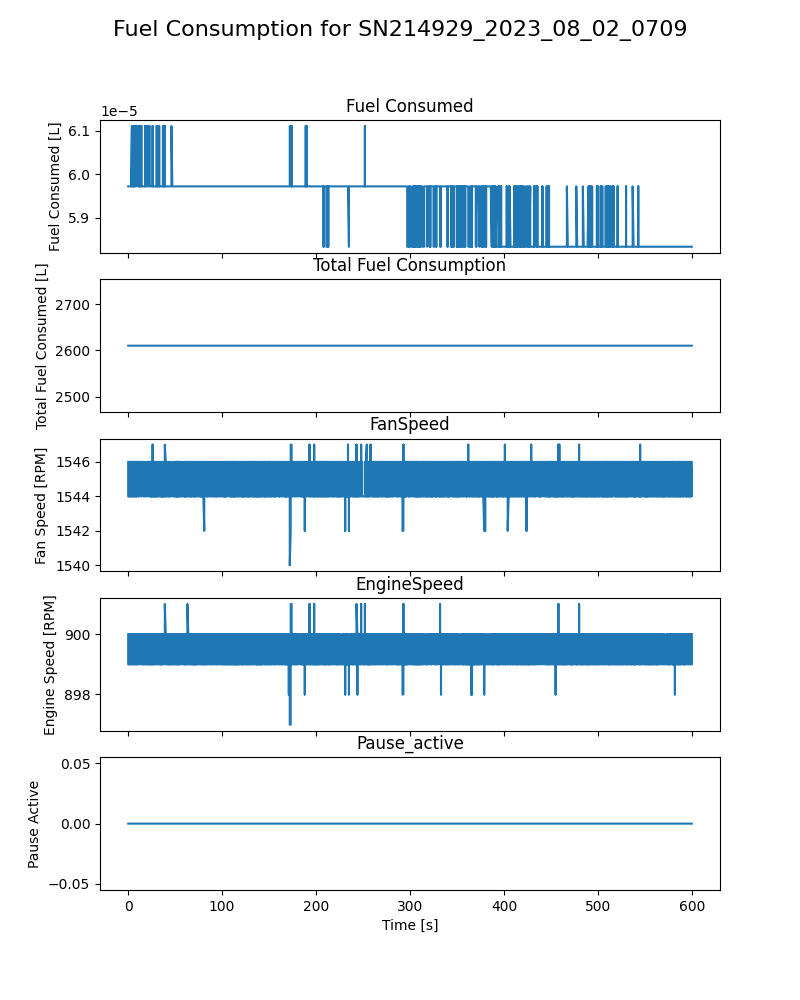 Fuel Consumption for SN214929_2023_08_02_0709
Fuel Consumed
1e−5
Fuel Consumed [L]
6.1
6.0
5.9
Total Fuel Consumption
Total Fuel Consumed [L]
2700
2600
2500
FanSpeed
Fan Speed [RPM]
1546
1544
1542
1540
EngineSpeed
Engine Speed [RPM]
900
898
Pause_active
Pause Active
0.05
0.00
−0.05
0 100 200 300 400 500 600
Time [s]